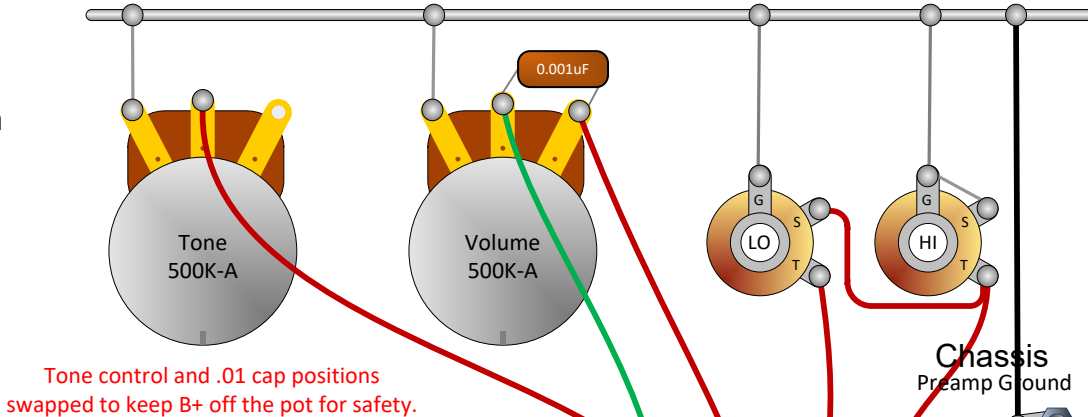 0.001uF
Tone
500K-A
Volume
500K-A
G
S
LO
T
G
S
HI
T
Chassis
Preamp Ground
Tone control and .01 cap positions
swapped to keep B+ off the pot for safety.